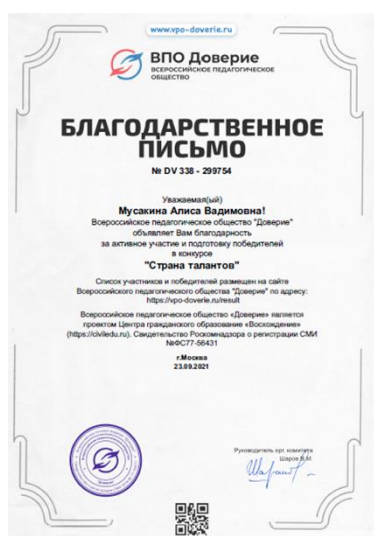 www.vpo-doverie.ru
ВПО Доверие
ВСЕРОССИЙСКОЕ ПЕДАГОГИЧЕСКОЕ
ОБЩЕСТВО
БЛАГОДАРСТВЕННОЕ
ПИСЬМО
№ DV 338 - 299754
Уважаемая(ый)
Мусакина Алиса Вадимовна!
Всероссийское педагогическое общество "Доверие"
объявляет Вам благодарность
за активное участие и подготовку победителей
в конкурсе
"Страна талантов"
Список участников и победителей размещен на сайте
Всероссийского педагогического общества "Доверие" по адресу:
https://vpo-doverie.ru/result
Всероссийское педагогическое общество «Доверие» является
проектом Центра гражданского образование «Восхождение»
(https://civiledu.ru). Свидетельство Роскомнадзора о регистрации СМИ
№ФС77-56431
г.Москва
23.09.2021
Руководитель орг. комитета
Шаров В.М.